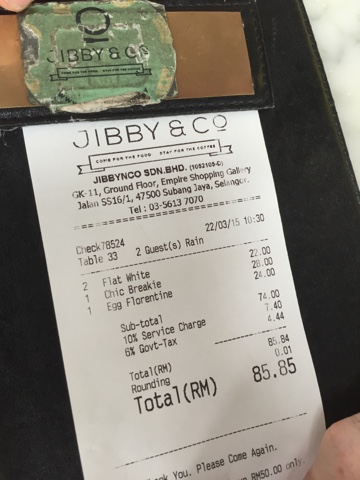 JIBBY & CO
COME FOR THE FOOD STAY FOR THE COFFEE
JIBBY & CO
COME FOR THE FOOD STAY FOR THE COFFEE
JIBBYNCO SDN.BHD. (1092109-D)
GK-11, Ground Floor, Empire Shopping Gallery
Jalan SS16/1, 47500 Subang Jaya, Selangor.
Tel : 03-5613 7070
Check78524 22/03/15 10:30
Table 33 2 Guest(s) Rain
2 Flat White 22.00
1 Chic Breakie 28.00
1 Egg Florentine 24.00
Sub-total 74.00
10% Service Charge 7.40
6% Govt-Tax 4.44
Total(RM) 85.84
Rounding 0.01
Total(RM) 85.85
You. Please Come Again.
RM50.00 only